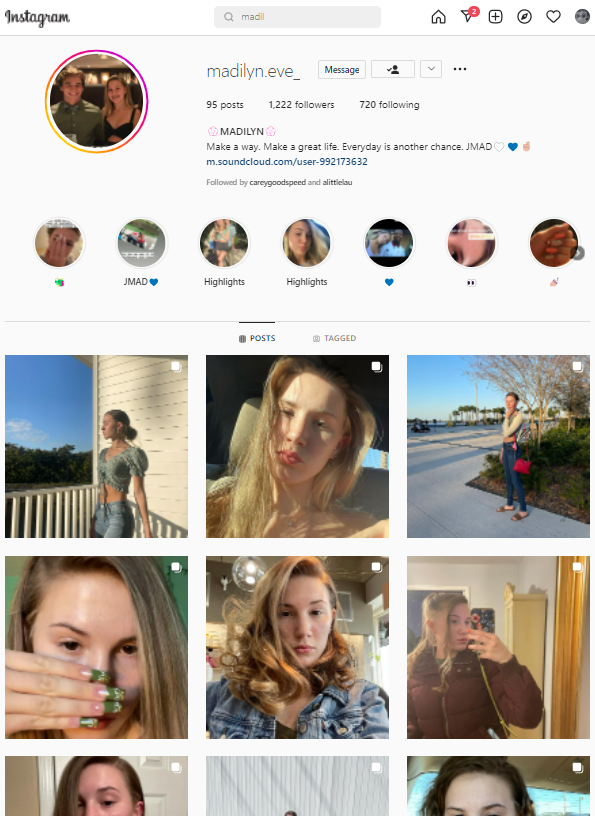 Instagram
madil
2
madilyn.eve_
Message
95 posts 1,222 followers 720 following
MADILYN
Make a way. Make a great life. Everyday is another chance. JMAD🤍 💙 🤞🏼
m.soundcloud.com/user-992173632
Followed by careygoodspeed and alittlelau
JMAD💙
Highlights
Highlights
POSTS
TAGGED